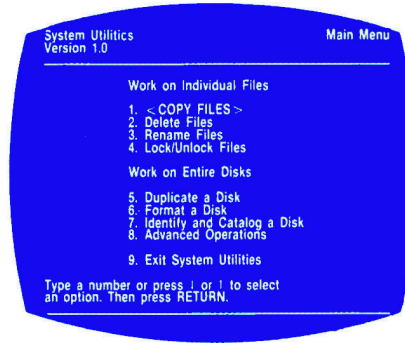 System Utilitics Main Menu
Version 1.0
Work on Individual Files
1. <COPY FILES>
2. Delete Files
3. Rename Files
4. Lock/Unlock Files
Work on Entire Disks
5. Duplicate a Disk
6. Format a Disk
7. Identify and Catalog a Disk
8. Advanced Operations
9. Exit System Utilities
Type a number or press ↓ or ↑ to select
an option. Then press RETURN.